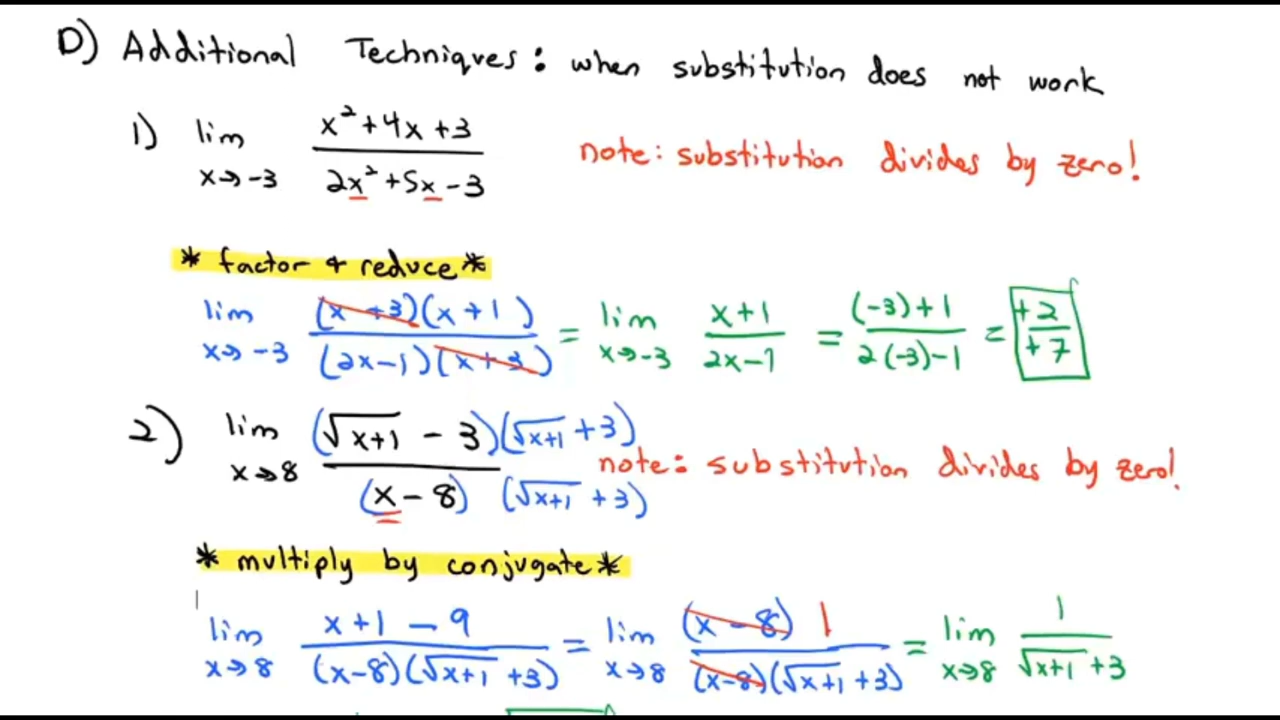 D) Additional Techniques: when substitution does not work
1) lim x→-3 (x²+4x+3)/(2x²+5x-3) note: substitution divides by zero!
* factor & reduce *
lim x→-3 ((x+3)(x+1))/((2x-1)(x+3)) = lim x→-3 (x+1)/(2x-1) = ((-3)+1)/(2(-3)-1) = +2/+7
2) lim x→8 ((√(x+1) - 3)(√(x+1) + 3))/((x-8)(√(x+1) + 3)) note: substitution divides by zero!
* multiply by conjugate *
lim x→8 (x+1-9)/((x-8)(√(x+1) + 3)) = lim x→8 ((x-8) 1)/((x-8)(√(x+1) + 3)) = lim x→8 1/(√(x+1) + 3)